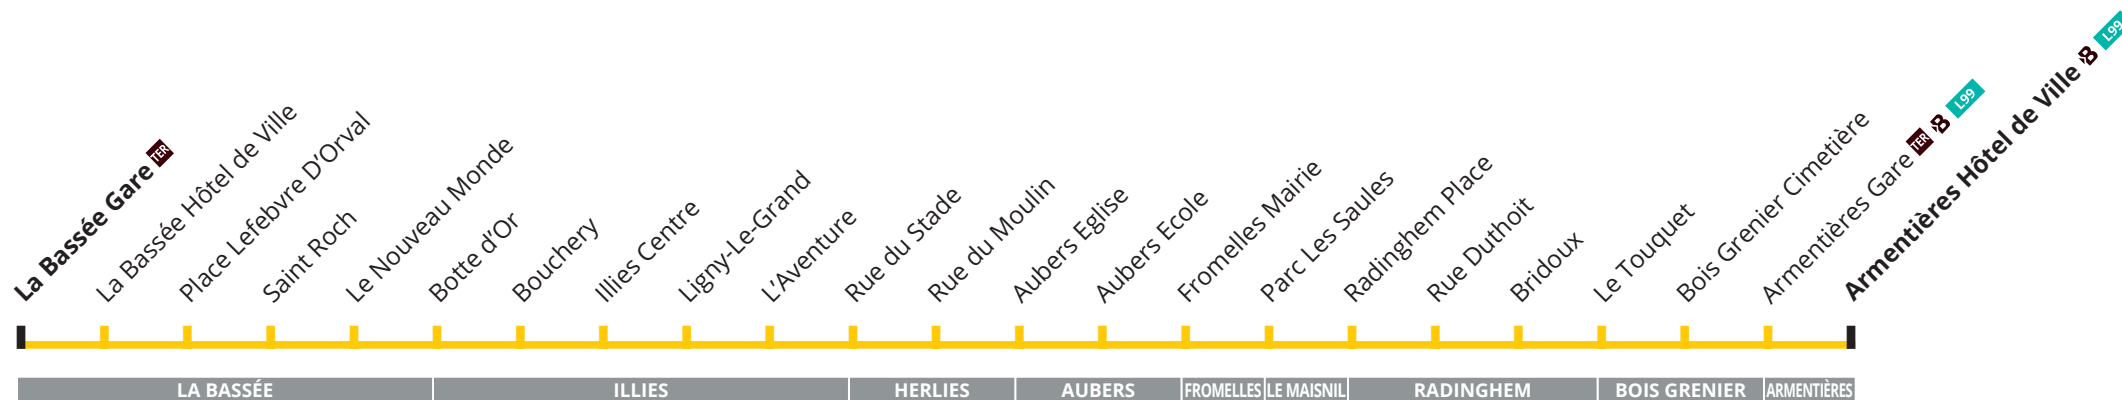 La Bassée Gare TER
La Bassée Hôtel de Ville
Place Lefebvre D'Orval
Saint Roch
Le Nouveau Monde
Botte d'Or
Bouchery
Illies Centre
Ligny-Le-Grand
L'Aventure
Rue du Stade
Rue du Moulin
Aubers Eglise
Aubers Ecole
Fromelles Mairie
Parc Les Saules
Radinghem Place
Rue Duthoit
Bridoux
Le Touquet
Bois Grenier Cimetière
Armentières Gare TER B L99
Armentières Hôtel de Ville B L99
LA BASSÉE
ILLIES
HERLIES
AUBERS
FROMELLES
LE MAISNIL
RADINGHEM
BOIS GRENIER
ARMENTIÈRES